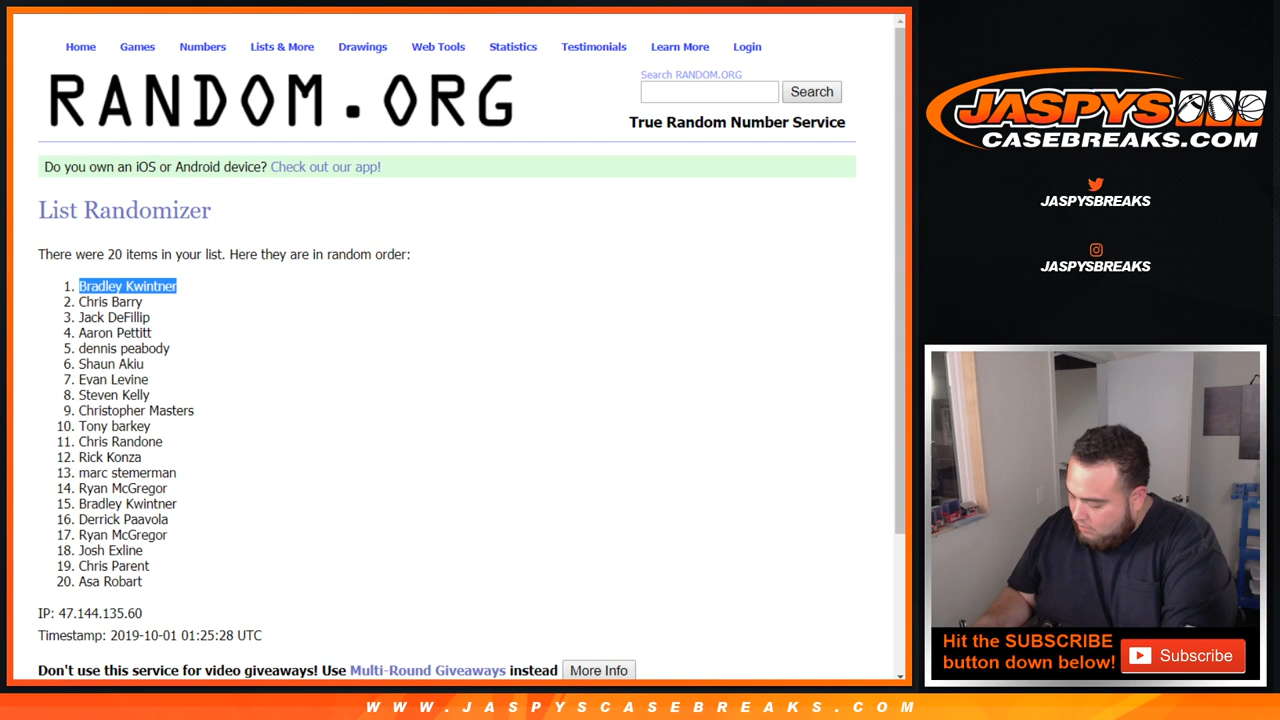 Home Games Numbers Lists & More Drawings Web Tools Statistics Testimonials Learn More Login
RANDOM.ORG
Search RANDOM.ORG
Search
True Random Number Service
Do you own an iOS or Android device? Check out our app!
List Randomizer
There were 20 items in your list. Here they are in random order:
1. Bradley Kwintner
2. Chris Barry
3. Jack DeFillip
4. Aaron Pettitt
5. dennis peabody
6. Shaun Akiu
7. Evan Levine
8. Steven Kelly
9. Christopher Masters
10. Tony barkey
11. Chris Randone
12. Rick Konza
13. marc stemerman
14. Ryan McGregor
15. Bradley Kwintner
16. Derrick Paavola
17. Ryan McGregor
18. Josh Exline
19. Chris Parent
20. Asa Robart
IP: 47.144.135.60
Timestamp: 2019-10-01 01:25:28 UTC
Don't use this service for video giveaways! Use Multi-Round Giveaways instead More Info
JASPYS
CASEBREAKS.COM
JASPYSBREAKS
JASPYSBREAKS
Hit the SUBSCRIBE
button down below!
Subscribe
WWW.JASPYSCASEBREAKS.COM